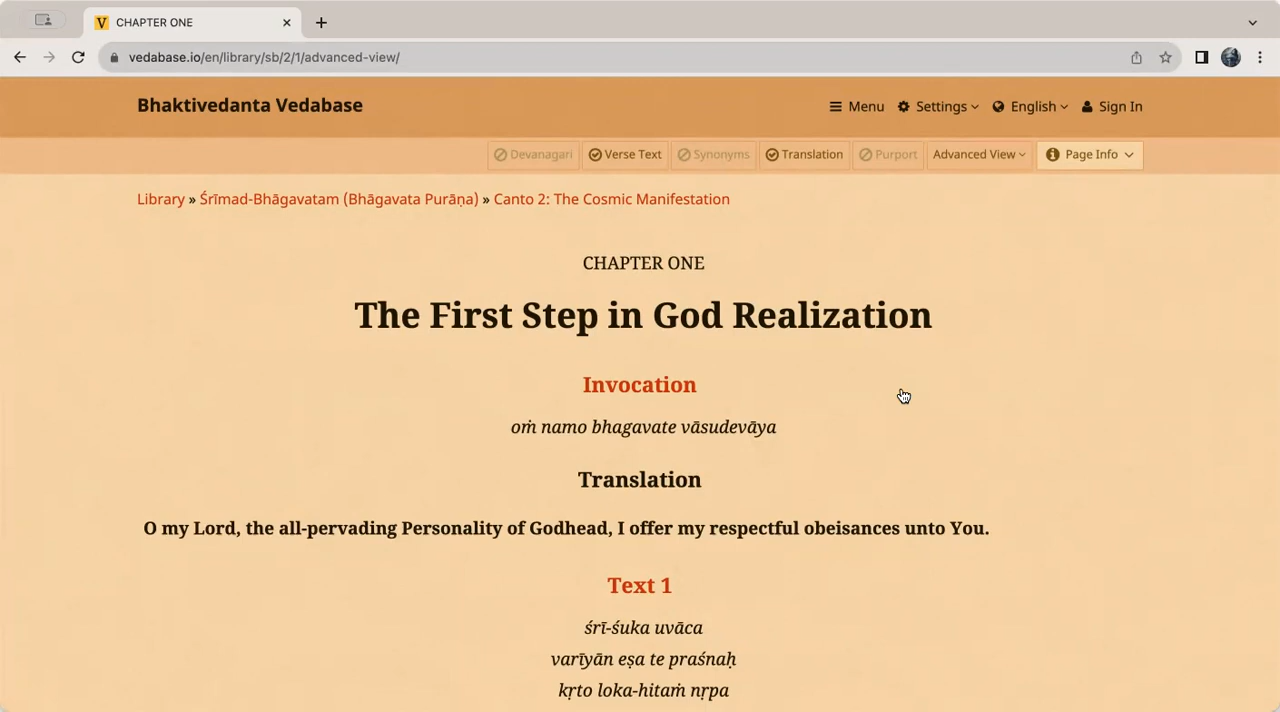 CHAPTER ONE
vedabase.io/en/library/sb/2/1/advanced-view/
Bhaktivedanta Vedabase
Menu Settings English Sign In
Devanagari Verse Text Synonyms Translation Purport Advanced View Page Info
Library » Śrīmad-Bhāgavatam (Bhāgavata Purāṇa) » Canto 2: The Cosmic Manifestation
CHAPTER ONE
The First Step in God Realization
Invocation
oṁ namo bhagavate vāsudevāya
Translation
O my Lord, the all-pervading Personality of Godhead, I offer my respectful obeisances unto You.
Text 1
śrī-śuka uvāca
varīyān eṣa te praśnaḥ
kṛto loka-hitaṁ nṛpa